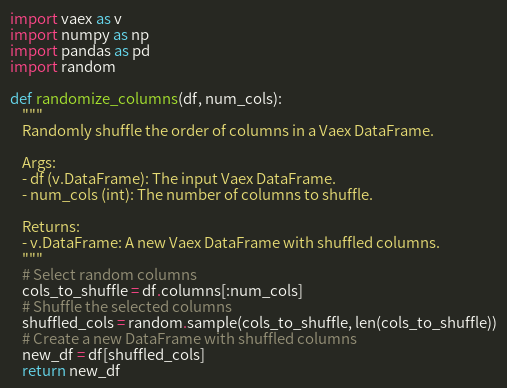 import vaex as v
import numpy as np
import pandas as pd
import random
def randomize_columns(df, num_cols):
"""
Randomly shuffle the order of columns in a Vaex DataFrame.
Args:
- df (v.DataFrame): The input Vaex DataFrame.
- num_cols (int): The number of columns to shuffle.
Returns:
- v.DataFrame: A new Vaex DataFrame with shuffled columns.
"""
# Select random columns
cols_to_shuffle = df.columns[:num_cols]
# Shuffle the selected columns
shuffled_cols = random.sample(cols_to_shuffle, len(cols_to_shuffle))
# Create a new DataFrame with shuffled columns
new_df = df[shuffled_cols]
return new_df